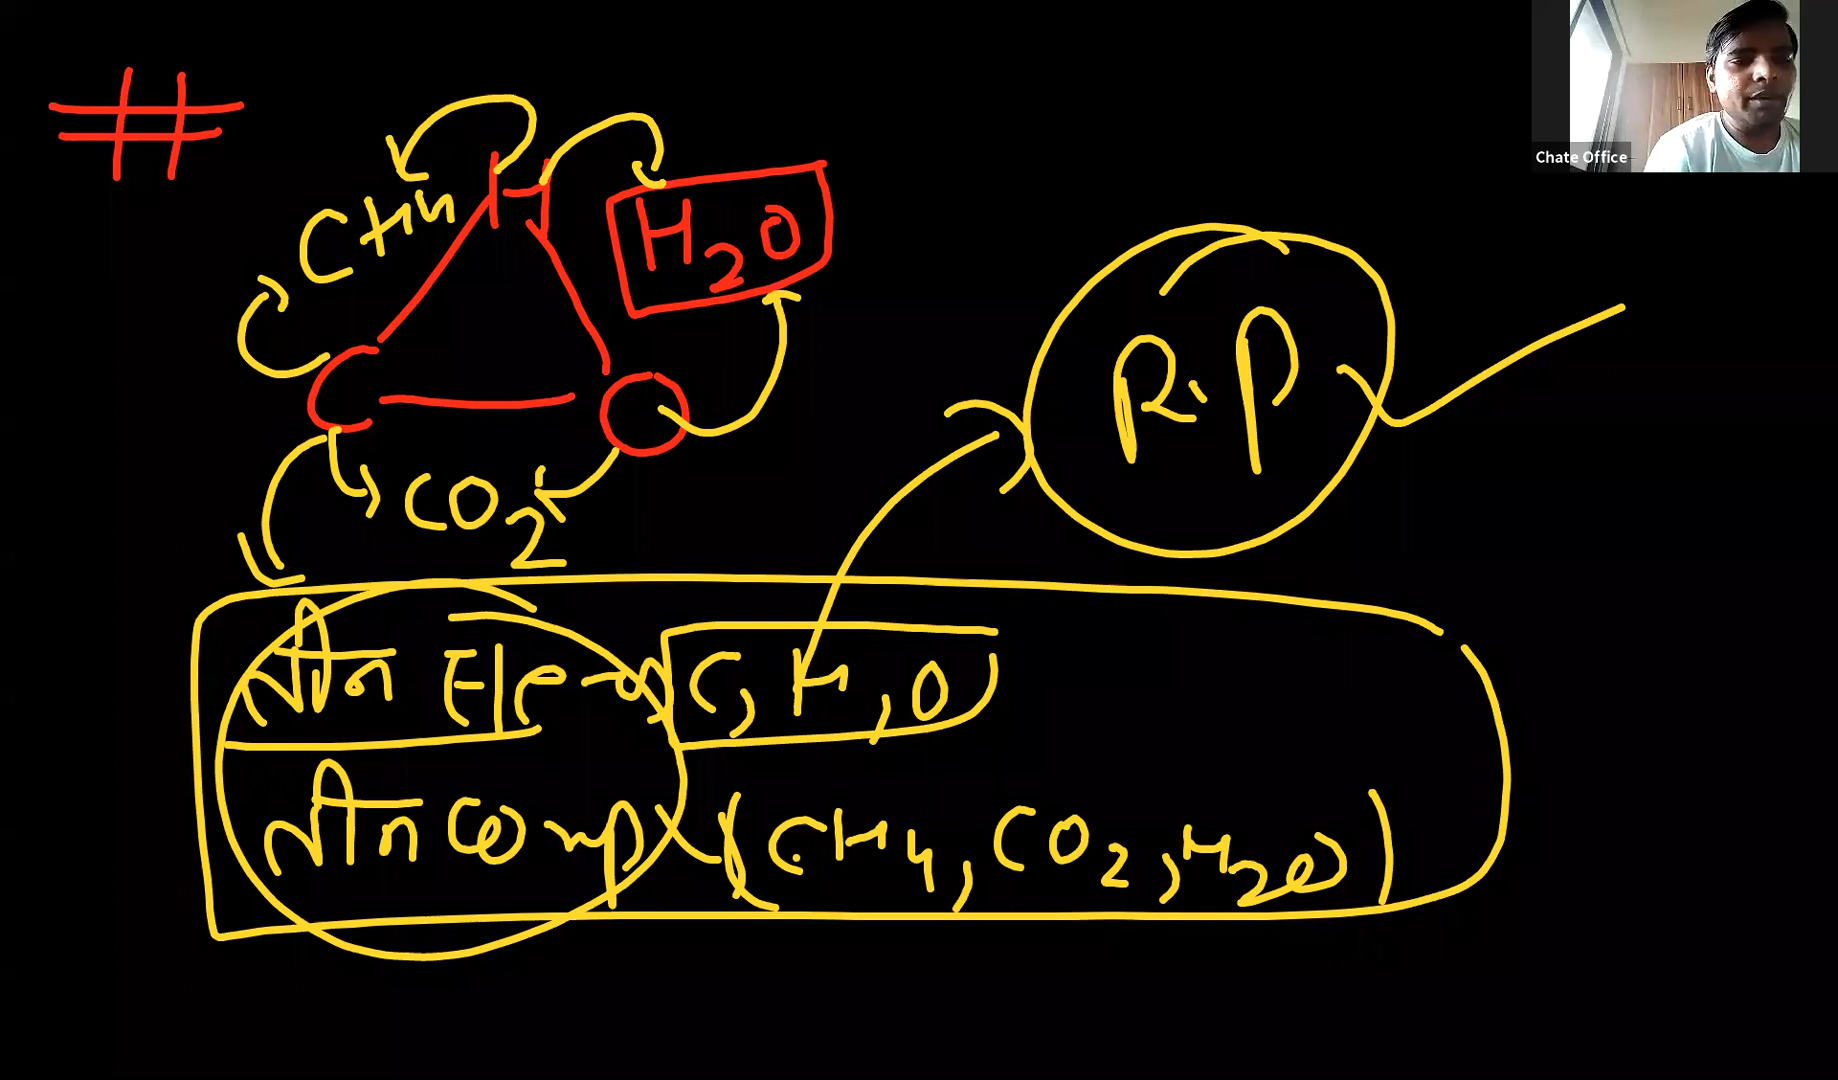 #
Chate Office
H
CH4
H2O
C
O
CO2
R.P
तीन Ele → C, H, O
तीन Comp (CH4, CO2, H2O)